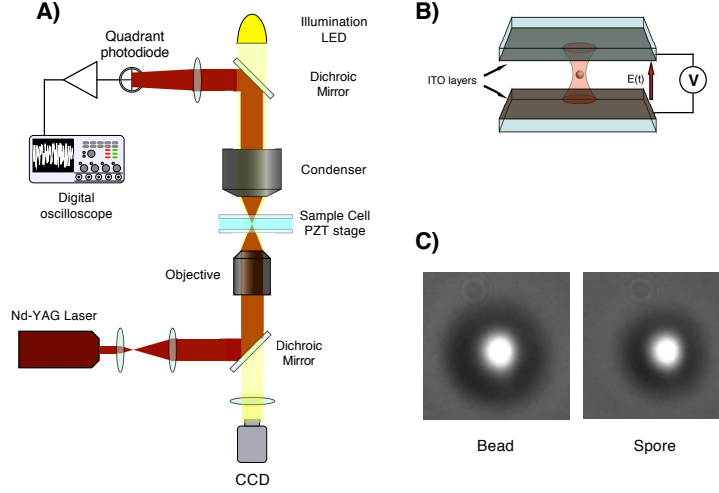 A)
Illumination
LED
Quadrant
photodiode
Dichroic
Mirror
Digital
oscilloscope
Condenser
Sample Cell
PZT stage
Objective
Nd-YAG Laser
Dichroic
Mirror
CCD
B)
ITO layers
E(t)
V
C)
Bead
Spore